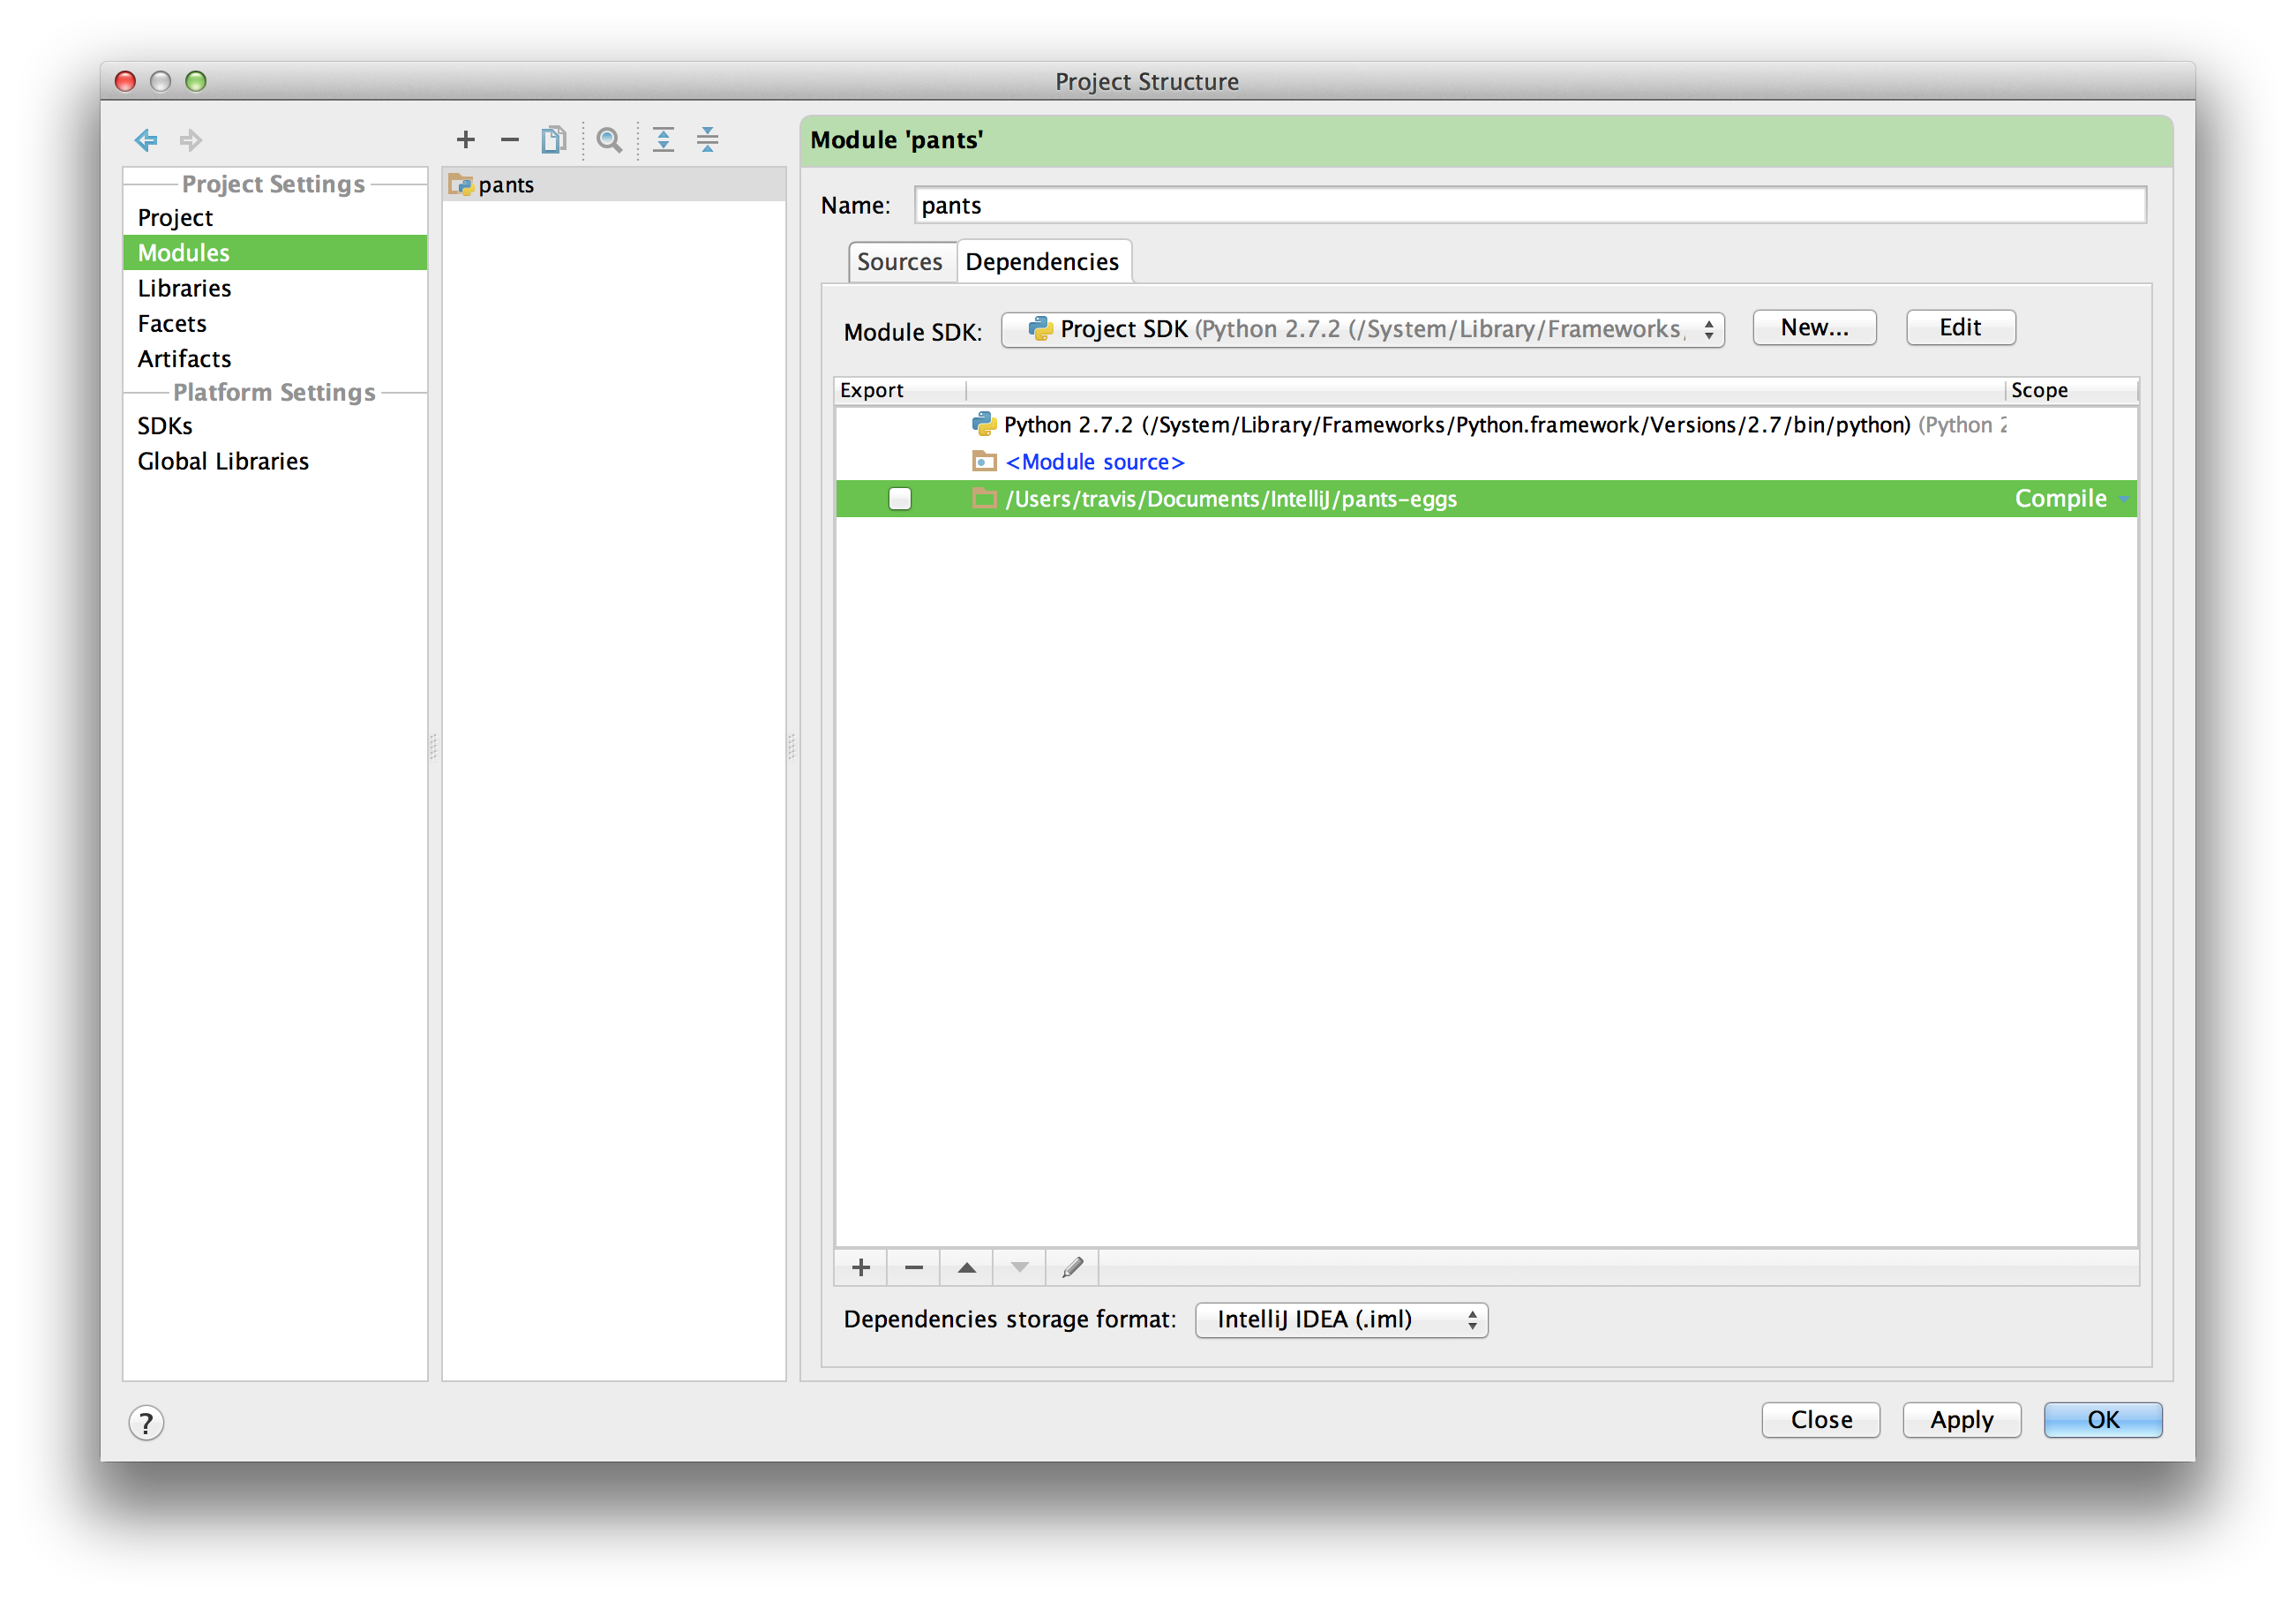 Project Structure
Project Settings
Project
Modules
Libraries
Facets
Artifacts
Platform Settings
SDKs
Global Libraries
pants
Module 'pants'
Name: pants
Sources Dependencies
Module SDK: Project SDK (Python 2.7.2 (/System/Library/Frameworks, New... Edit
Export Scope
Python 2.7.2 (/System/Library/Frameworks/Python.framework/Versions/2.7/bin/python) (Python 2
<Module source>
/Users/travis/Documents/IntelliJ/pants-eggs Compile
Dependencies storage format: IntelliJ IDEA (.iml)
? Close Apply OK